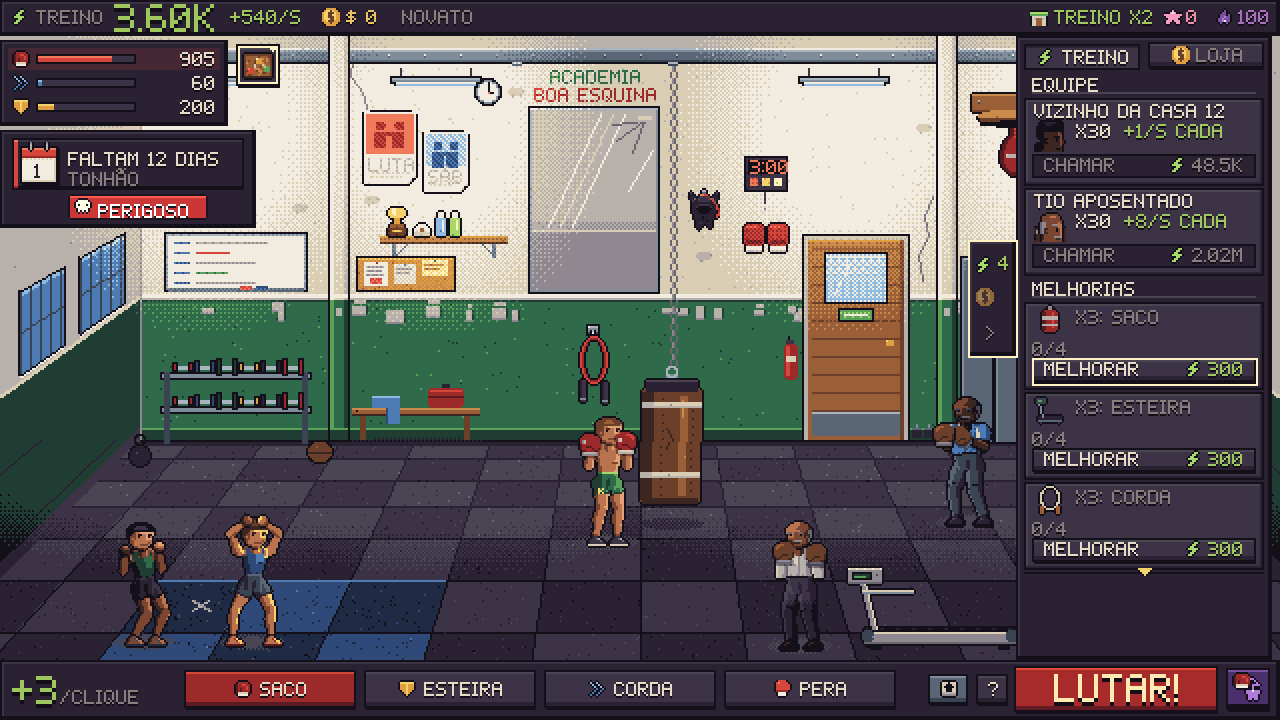 TREINO 3.60K +540/S $ 0 NOVATO
TREINO X2 0 100
905
60
200
1
FALTAM 12 DIAS
TONHÃO
PERIGOSO
ACADEMIA
BOA ESQUINA
LUTA
SAB
3:00
4
TREINO
LOJA
EQUIPE
VIZINHO DA CASA 12
X30 +1/S CADA
CHAMAR 48.5K
TIO APOSENTADO
X30 +8/S CADA
CHAMAR 2.02M
MELHORIAS
X3: SACO
0/4
MELHORAR 300
X3: ESTEIRA
0/4
MELHORAR 300
X3: CORDA
0/4
MELHORAR 300
+3/CLIQUE
SACO
ESTEIRA
CORDA
PERA
?
LUTAR!